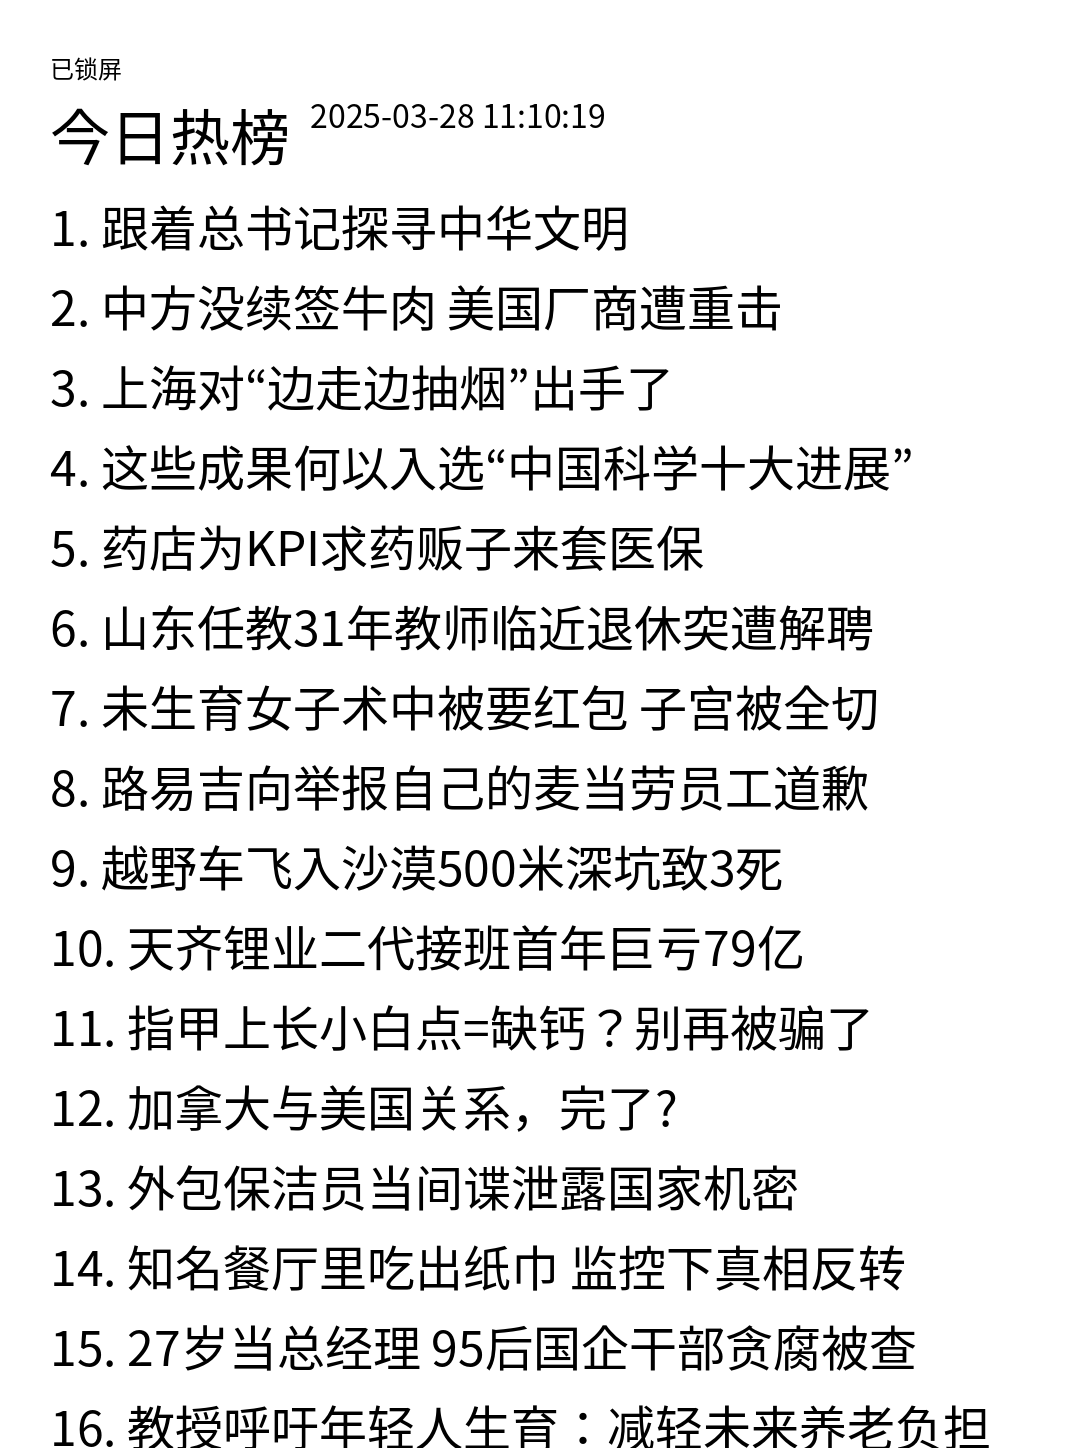 已锁屏
今日热榜 2025-03-28 11:10:19
1. 跟着总书记探寻中华文明
2. 中方没续签牛肉 美国厂商遭重击
3. 上海对“边走边抽烟”出手了
4. 这些成果何以入选“中国科学十大进展”
5. 药店为KPI求药贩子来套医保
6. 山东任教31年教师临近退休突遭解聘
7. 未生育女子术中被要红包 子宫被全切
8. 路易吉向举报自己的麦当劳员工道歉
9. 越野车飞入沙漠500米深坑致3死
10. 天齐锂业二代接班首年巨亏79亿
11. 指甲上长小白点=缺钙？别再被骗了
12. 加拿大与美国关系，完了?
13. 外包保洁员当间谍泄露国家机密
14. 知名餐厅里吃出纸巾 监控下真相反转
15. 27岁当总经理 95后国企干部贪腐被查
16. 教授呼吁年轻人生育：减轻未来养老负担